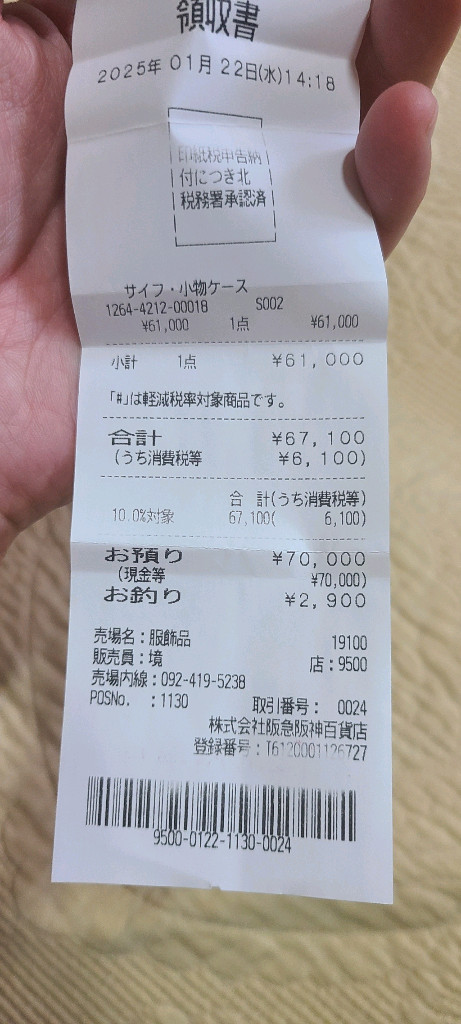 領収書
2025年 01月 22日(水)14:18
印紙税申告納
付につき北
税務署承認済
サイフ・小物ケース
1264-4212-00018 S002
¥61,000 1点 ¥61,000
小計 1点 ¥61,000
「#」は軽減税率対象商品です。
合計 ¥67,100
(うち消費税等 ¥6,100)
合 計(うち消費税等)
10.0%対象 67,100( 6,100)
お預り ¥70,000
(現金等 ¥70,000)
お釣り ¥2,900
売場名：服飾品 19100
販売員：境 店：9500
売場内線：092-419-5238
POSNo. ：1130 取引番号： 0024
株式会社阪急阪神百貨店
登録番号：T6120001126727
9500-0122-1130-0024